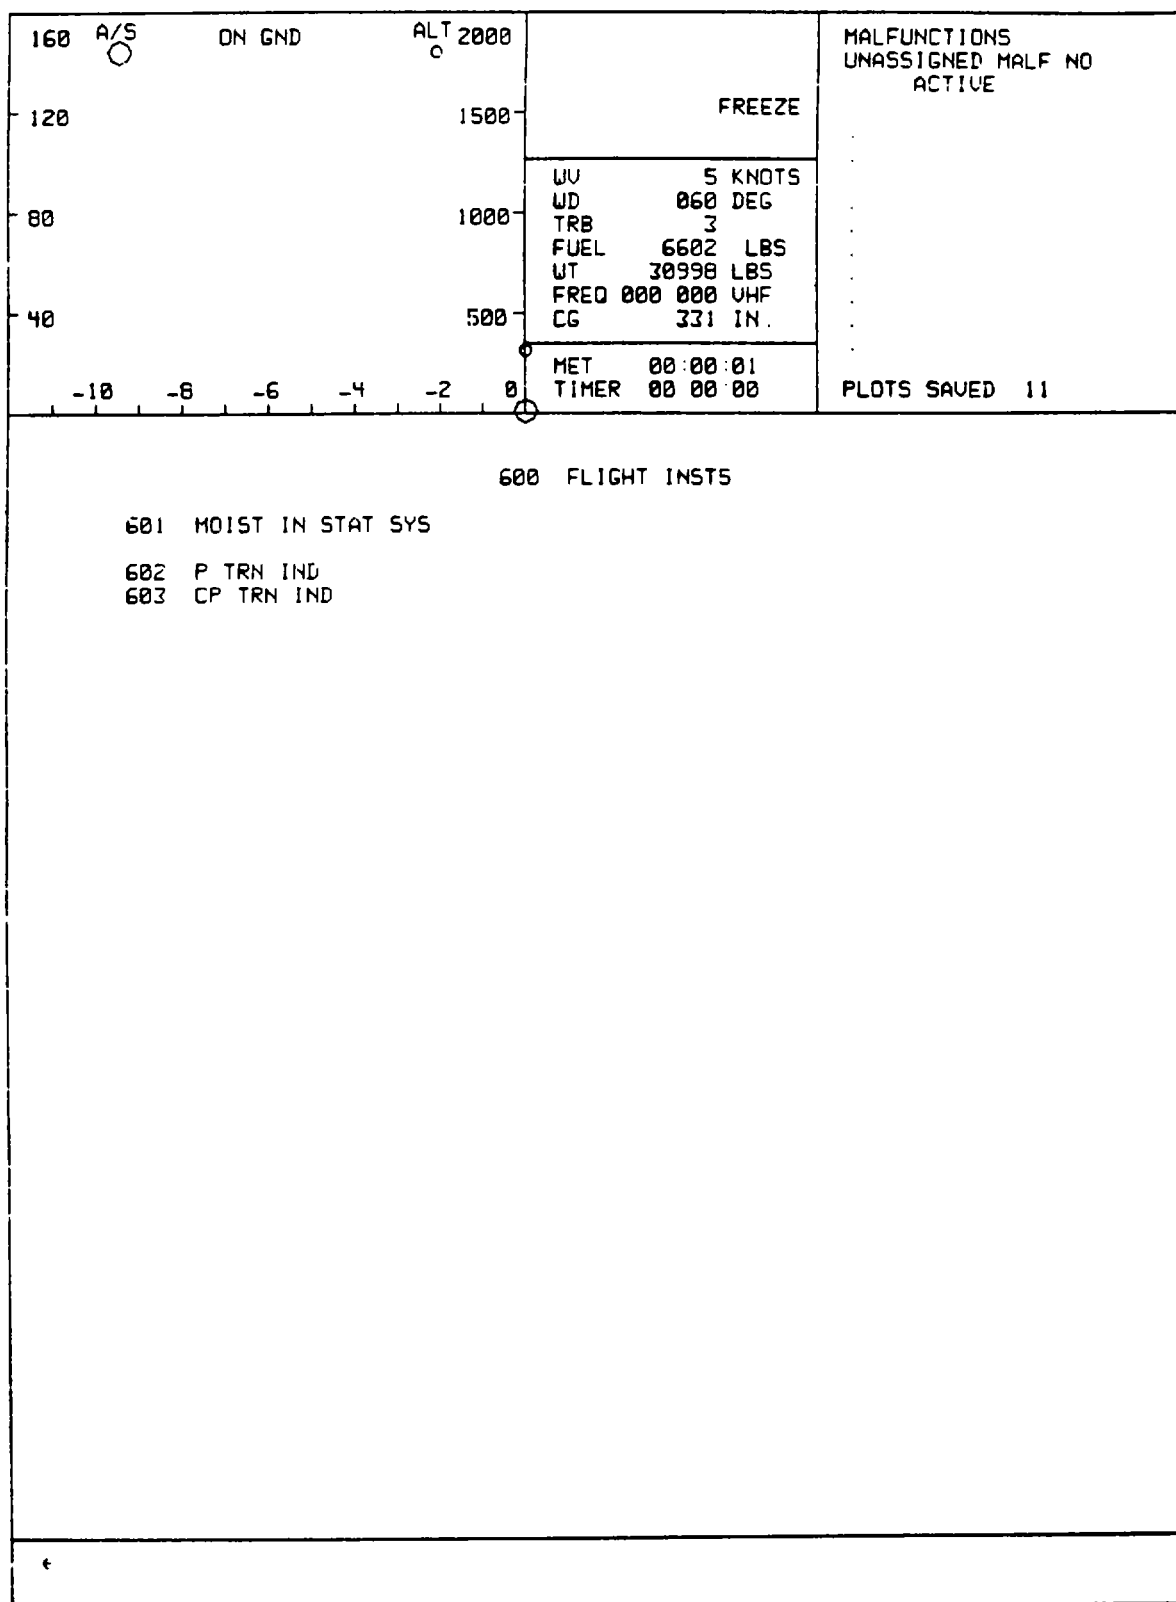 160 A/S ON GND ALT 2000
120 1500
80 1000
40 500
-10 -8 -6 -4 -2 0
FREEZE
WV 5 KNOTS
WD 060 DEG
TRB 3
FUEL 6602 LBS
WT 30998 LBS
FREQ 000 000 VHF
CG 331 IN.
MET 00:00:01
TIMER 00 00:00
MALFUNCTIONS
UNASSIGNED MALF NO
ACTIVE
PLOTS SAVED 11
600 FLIGHT INSTS
601 MOIST IN STAT SYS
602 P TRN IND
603 CP TRN IND